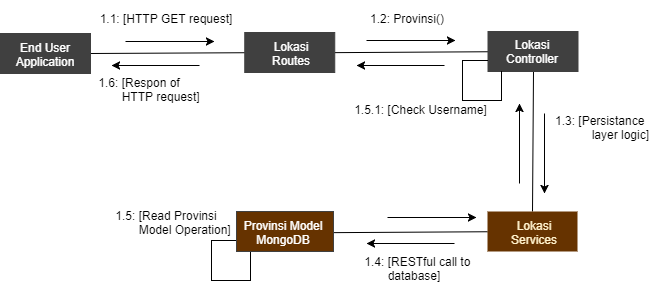 1.1: [HTTP GET request]
1.2: Provinsi()
End User
Application
Lokasi
Routes
Lokasi
Controller
1.6: [Respon of
HTTP request]
1.5.1: [Check Username]
1.3: [Persistance
layer logic]
1.5: [Read Provinsi
Model Operation]
Provinsi Model
MongoDB
Lokasi
Services
1.4: [RESTful call to
database]